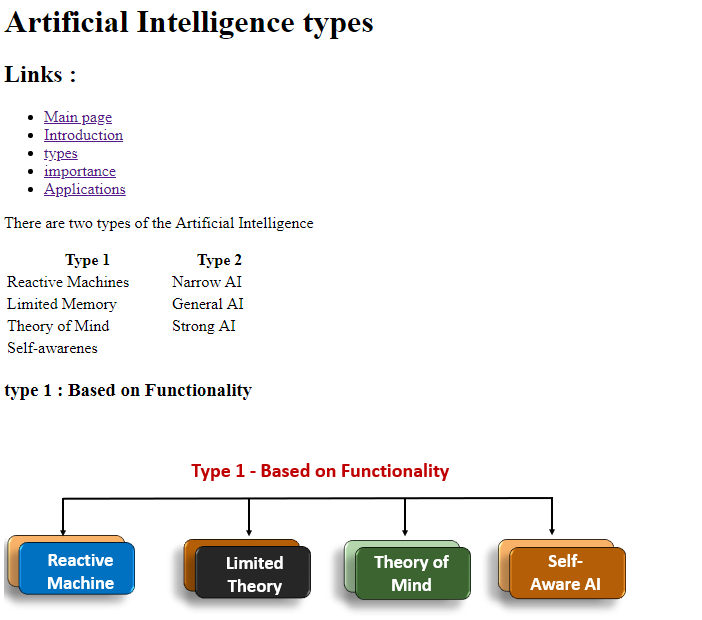 Artificial Intelligence types
Links :
Main page
Introduction
types
importance
Applications
There are two types of the Artificial Intelligence
Type 1 Type 2
Reactive Machines Narrow AI
Limited Memory General AI
Theory of Mind Strong AI
Self-awarenes
type 1 : Based on Functionality
Type 1 - Based on Functionality
Reactive Machine
Limited Theory
Theory of Mind
Self-Aware AI